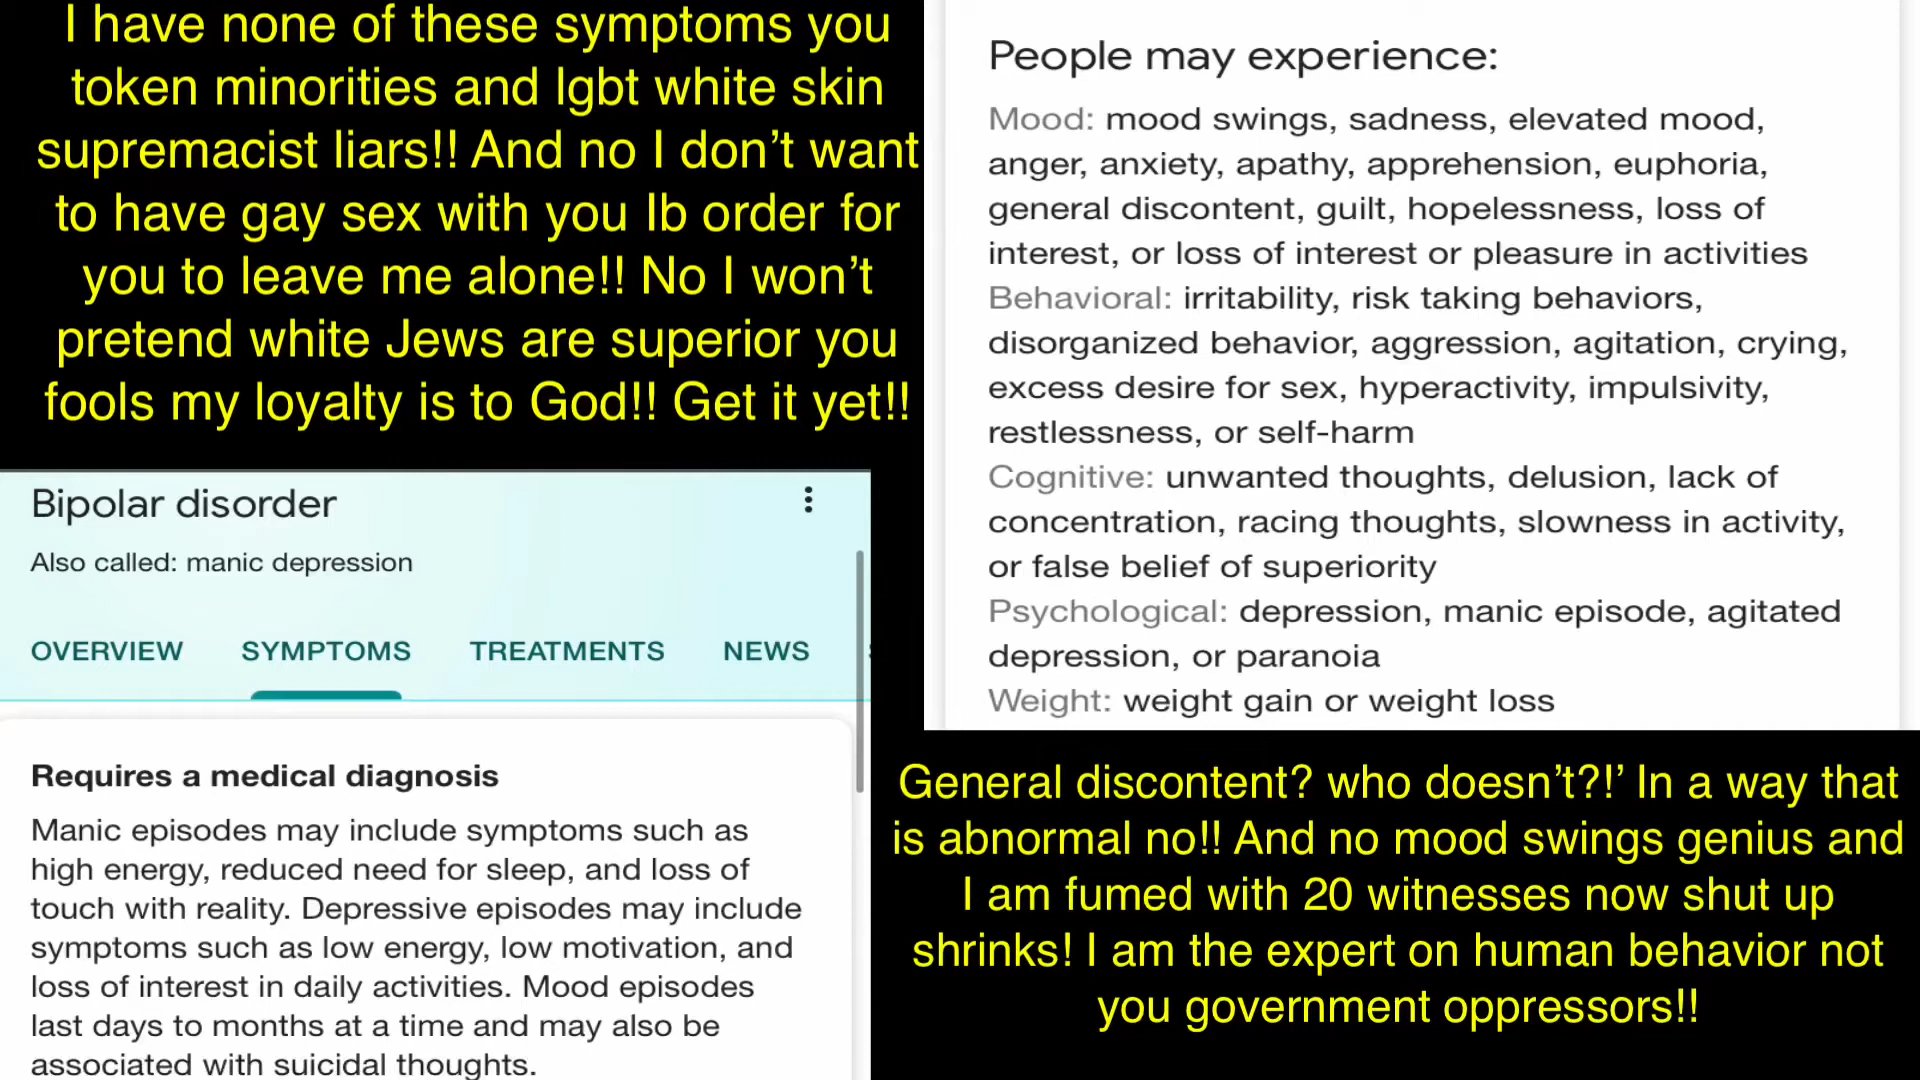 I have none of these symptoms you
token minorities and lgbt white skin
supremacist liars!! And no I don’t want
to have gay sex with you Ib order for
you to leave me alone!! No I won’t
pretend white Jews are superior you
fools my loyalty is to God!! Get it yet!!
Bipolar disorder
Also called: manic depression
OVERVIEW SYMPTOMS TREATMENTS NEWS
Requires a medical diagnosis
Manic episodes may include symptoms such as
high energy, reduced need for sleep, and loss of
touch with reality. Depressive episodes may include
symptoms such as low energy, low motivation, and
loss of interest in daily activities. Mood episodes
last days to months at a time and may also be
associated with suicidal thoughts.
People may experience:
Mood: mood swings, sadness, elevated mood,
anger, anxiety, apathy, apprehension, euphoria,
general discontent, guilt, hopelessness, loss of
interest, or loss of interest or pleasure in activities
Behavioral: irritability, risk taking behaviors,
disorganized behavior, aggression, agitation, crying,
excess desire for sex, hyperactivity, impulsivity,
restlessness, or self-harm
Cognitive: unwanted thoughts, delusion, lack of
concentration, racing thoughts, slowness in activity,
or false belief of superiority
Psychological: depression, manic episode, agitated
depression, or paranoia
Weight: weight gain or weight loss
General discontent? who doesn’t?!’ In a way that
is abnormal no!! And no mood swings genius and
I am fumed with 20 witnesses now shut up
shrinks! I am the expert on human behavior not
you government oppressors!!